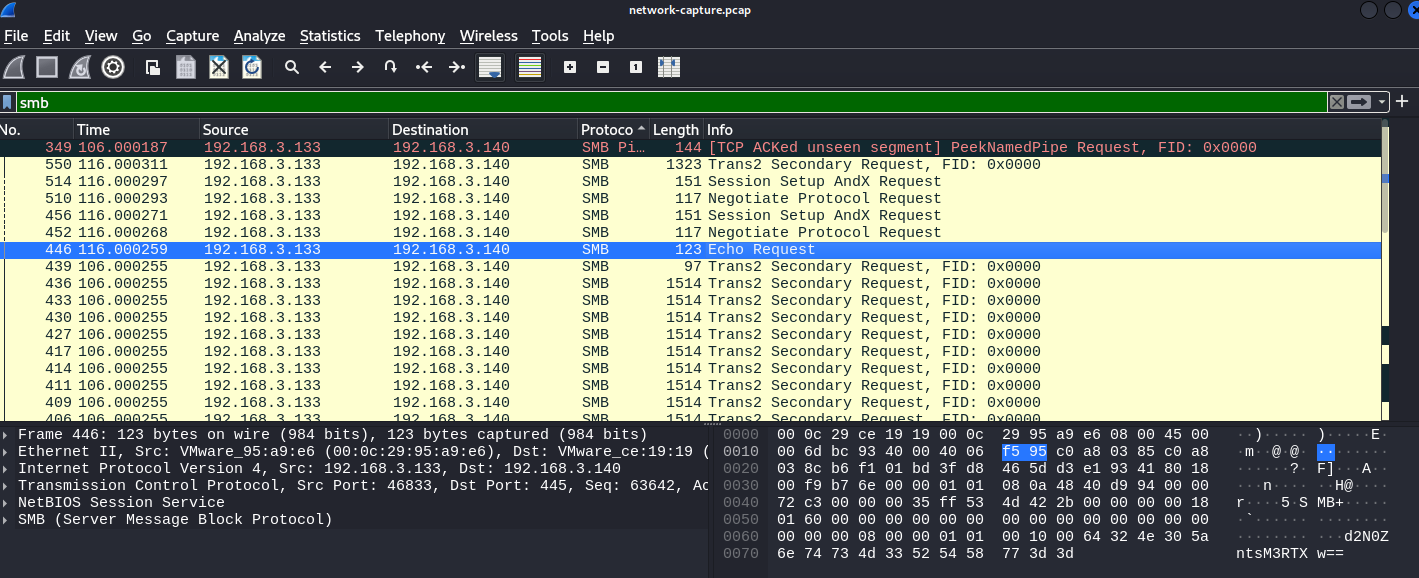 network-capture.pcap
File Edit View Go Capture Analyze Statistics Telephony Wireless Tools Help
smb
No. Time Source Destination Protoco Length Info
349 106.000187 192.168.3.133 192.168.3.140 SMB Pi… 144 [TCP ACKed unseen segment] PeekNamedPipe Request, FID: 0x0000
550 116.000311 192.168.3.133 192.168.3.140 SMB 1323 Trans2 Secondary Request, FID: 0x0000
514 116.000297 192.168.3.133 192.168.3.140 SMB 151 Session Setup AndX Request
510 116.000293 192.168.3.133 192.168.3.140 SMB 117 Negotiate Protocol Request
456 116.000271 192.168.3.133 192.168.3.140 SMB 151 Session Setup AndX Request
452 116.000268 192.168.3.133 192.168.3.140 SMB 117 Negotiate Protocol Request
446 116.000259 192.168.3.133 192.168.3.140 SMB 123 Echo Request
439 106.000255 192.168.3.133 192.168.3.140 SMB 97 Trans2 Secondary Request, FID: 0x0000
436 106.000255 192.168.3.133 192.168.3.140 SMB 1514 Trans2 Secondary Request, FID: 0x0000
433 106.000255 192.168.3.133 192.168.3.140 SMB 1514 Trans2 Secondary Request, FID: 0x0000
430 106.000255 192.168.3.133 192.168.3.140 SMB 1514 Trans2 Secondary Request, FID: 0x0000
427 106.000255 192.168.3.133 192.168.3.140 SMB 1514 Trans2 Secondary Request, FID: 0x0000
417 106.000255 192.168.3.133 192.168.3.140 SMB 1514 Trans2 Secondary Request, FID: 0x0000
414 106.000255 192.168.3.133 192.168.3.140 SMB 1514 Trans2 Secondary Request, FID: 0x0000
411 106.000255 192.168.3.133 192.168.3.140 SMB 1514 Trans2 Secondary Request, FID: 0x0000
409 106.000255 192.168.3.133 192.168.3.140 SMB 1514 Trans2 Secondary Request, FID: 0x0000
406 106.000255 192.168.3.133 192.168.3.140 SMB 1514 Trans2 Secondary Request, FID: 0x0000
Frame 446: 123 bytes on wire (984 bits), 123 bytes captured (984 bits)
Ethernet II, Src: VMware_95:a9:e6 (00:0c:29:95:a9:e6), Dst: VMware_ce:19:19 (
Internet Protocol Version 4, Src: 192.168.3.133, Dst: 192.168.3.140
Transmission Control Protocol, Src Port: 46833, Dst Port: 445, Seq: 63642, Ac
NetBIOS Session Service
SMB (Server Message Block Protocol)
0000 00 0c 29 ce 19 19 00 0c 29 95 a9 e6 08 00 45 00 ··)····· )·····E·
0010 00 6d bc 93 40 00 40 06 f5 95 c0 a8 03 85 c0 a8 ·m··@·@· ········
0020 03 8c b6 f1 01 bd 3f d8 46 5d d3 e1 93 41 80 18 ······?· F]···A··
0030 00 f9 b7 6e 00 00 01 01 08 0a 48 40 d9 94 00 00 ···n···· ··H@····
0040 72 c3 00 00 00 35 ff 53 4d 42 2b 00 00 00 00 18 r····5·S MB+·····
0050 01 60 00 00 00 00 00 00 00 00 00 00 00 00 00 00 ·`······ ········
0060 00 00 00 08 00 00 01 01 00 10 00 64 32 4e 30 5a ········ ···d2N0Z
0070 6e 74 73 4d 33 52 54 58 77 3d 3d ntsM3RTX w==